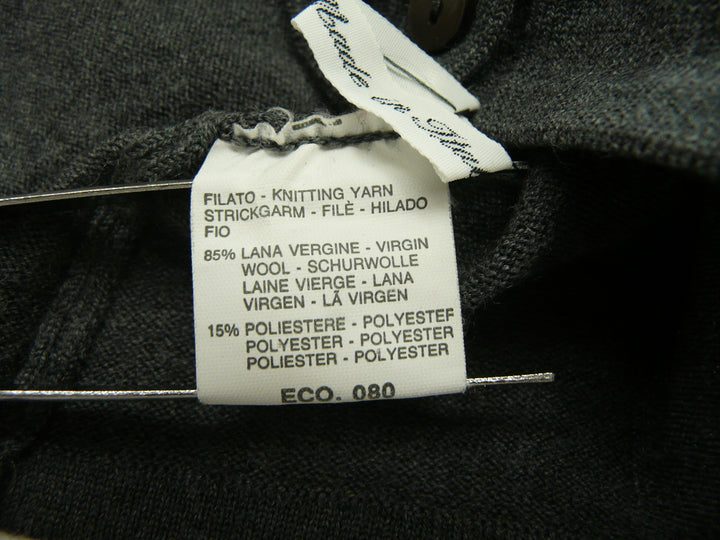 FILATO - KNITTING YARN
STRICKGARM - FILÈ - HILADO
FIO
85% LANA VERGINE - VIRGIN
WOOL - SCHURWOLLE
LAINE VIERGE - LANA
VIRGEN - LÃ VIRGEN
15% POLIESTERE - POLYESTEF
POLYESTER - POLYESTER
POLIESTER - POLYESTER
ECO. 080